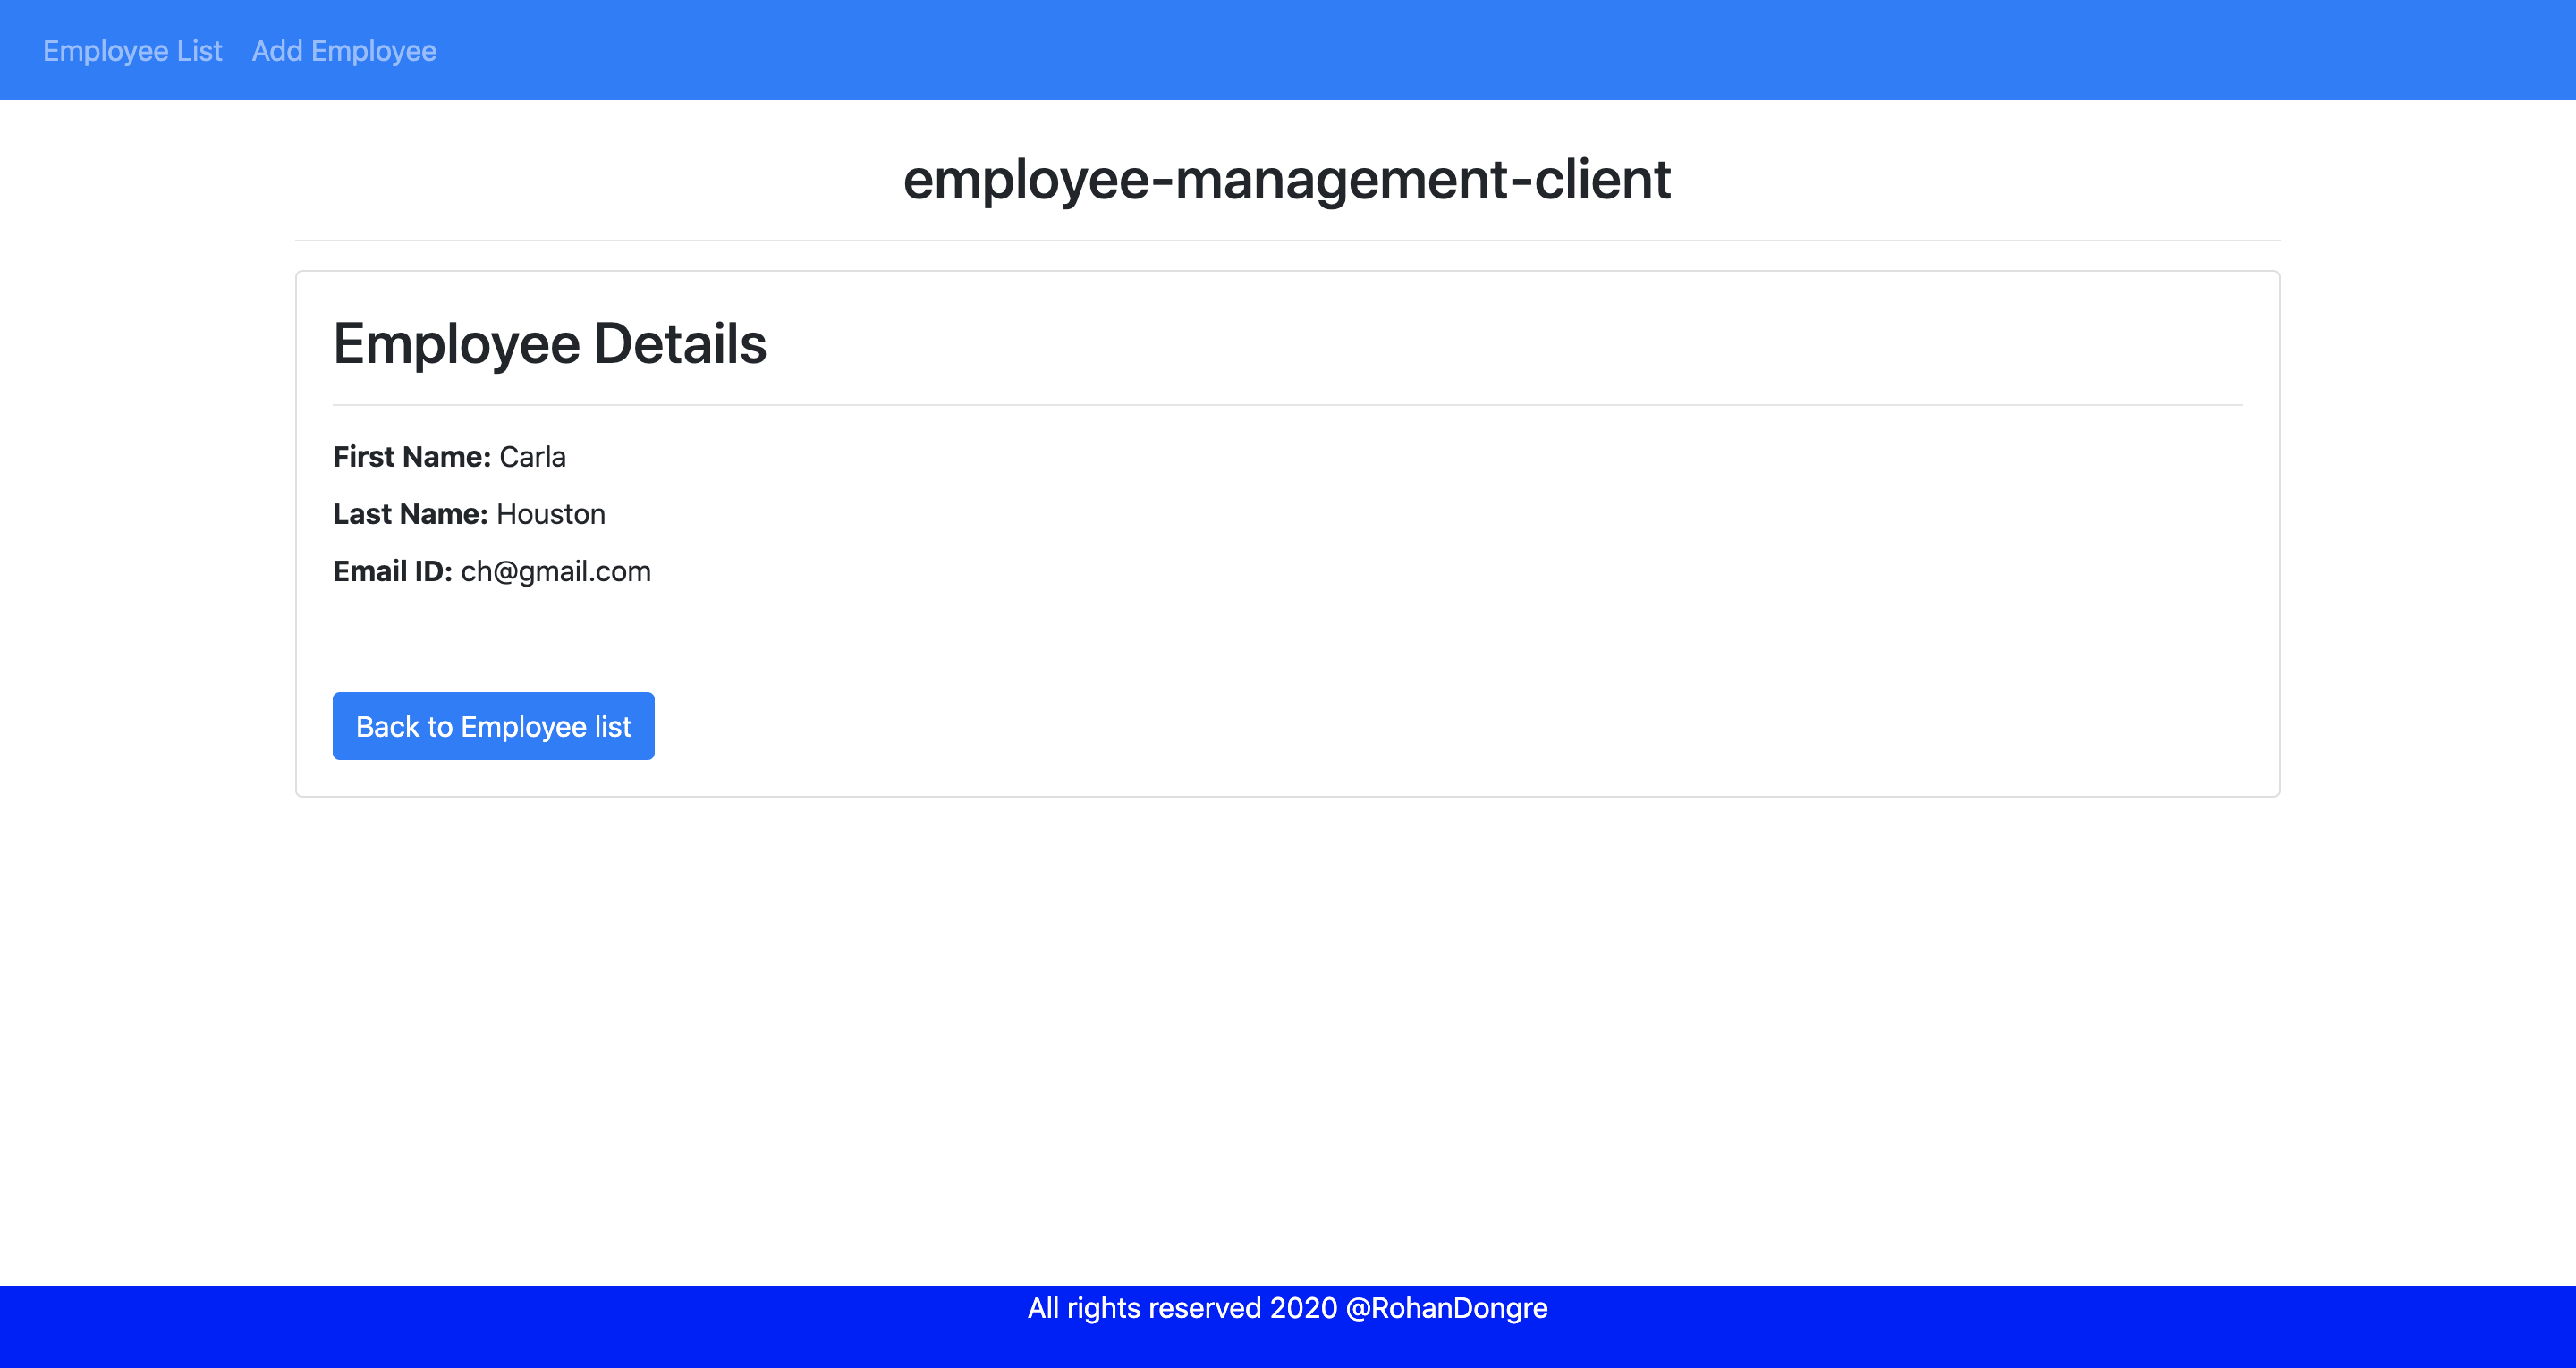 Employee List Add Employee
employee-management-client
Employee Details
First Name: Carla
Last Name: Houston
Email ID: ch@gmail.com
Back to Employee list
All rights reserved 2020 @RohanDongre